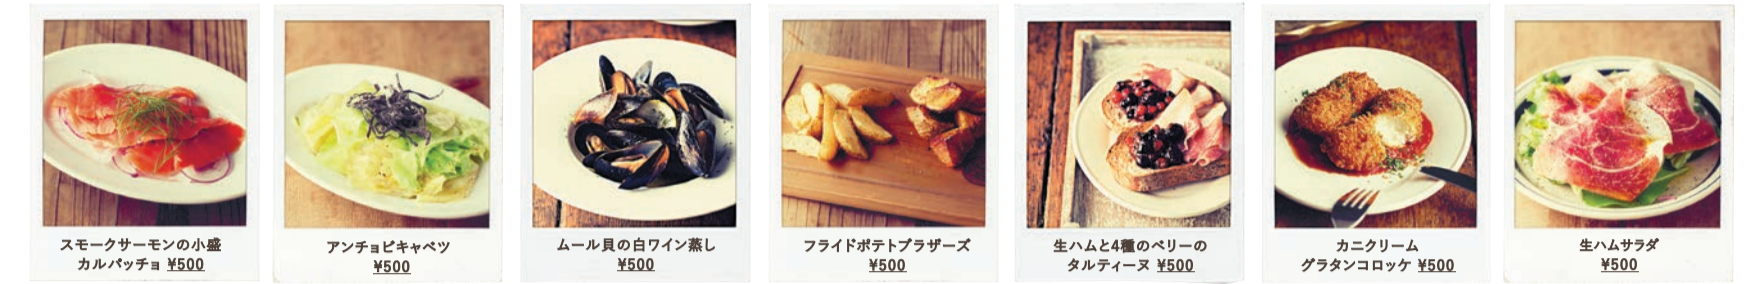 スモークサーモンの小盛
カルパッチョ ¥500
アンチョビキャベツ
¥500
ムール貝の白ワイン蒸し
¥500
フライドポテトブラザーズ
¥500
生ハムと4種のベリーの
タルティーヌ ¥500
カニクリーム
グラタンコロッケ ¥500
生ハムサラダ
¥500